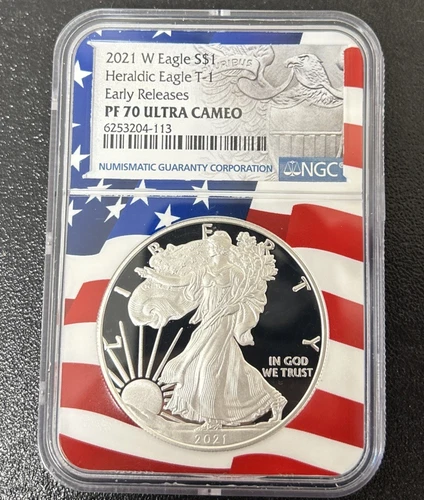 2021 W Eagle S$1
Heraldic Eagle T-1
Early Releases
PF 70 ULTRA CAMEO
6253204-113
NUMISMATIC GUARANTY CORPORATION
NGC
LIBERTY
IN GOD
WE TRUST
2021